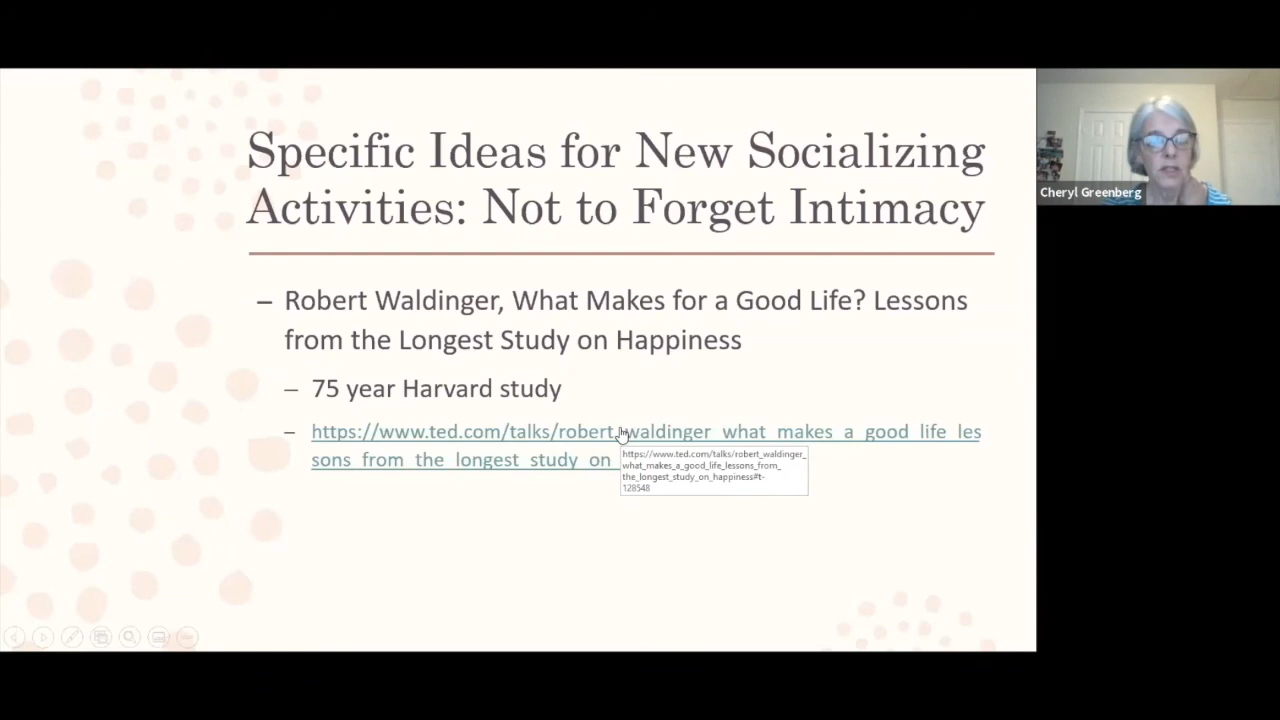 Specific Ideas for New Socializing
Activities: Not to Forget Intimacy
– Robert Waldinger, What Makes for a Good Life? Lessons
from the Longest Study on Happiness
– 75 year Harvard study
– https://www.ted.com/talks/robert_waldinger_what_makes_a_good_life_les
sons_from_the_longest_study_on_
https://www.ted.com/talks/robert_waldinger_
what_makes_a_good_life_lessons_from_
the_longest_study_on_happiness#t-
128548
Cheryl Greenberg